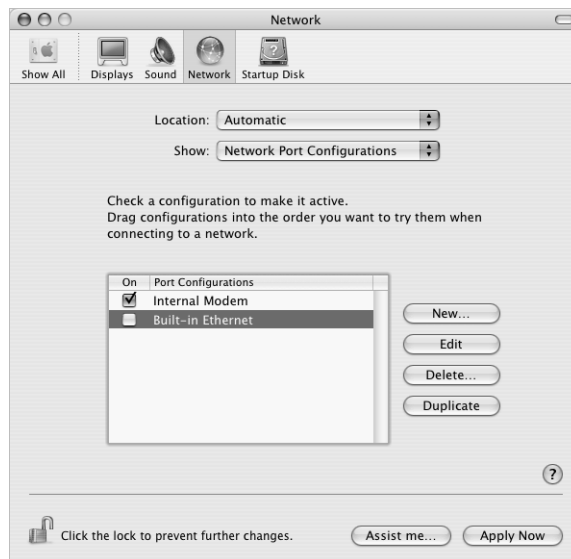 Network
Show All Displays Sound Network Startup Disk
Location: Automatic
Show: Network Port Configurations
Check a configuration to make it active.
Drag configurations into the order you want to try them when
connecting to a network.
On Port Configurations
Internal Modem
Built-in Ethernet
New...
Edit
Delete...
Duplicate
?
Click the lock to prevent further changes.
Assist me...
Apply Now